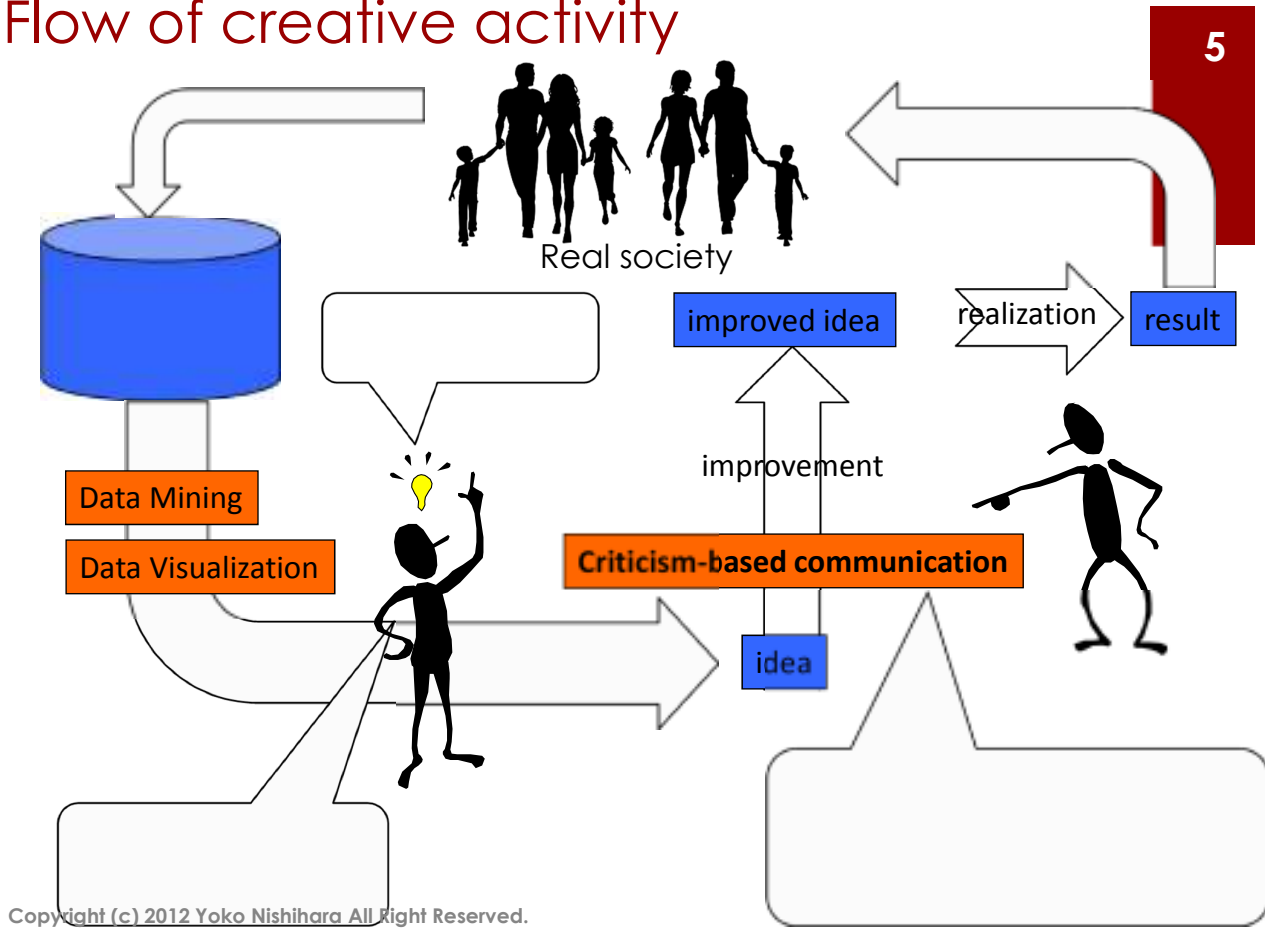 Flow of creative activity
5
Real society
improved idea
realization
result
improvement
Data Mining
Data Visualization
Criticism-based communication
idea
Copyright (c) 2012 Yoko Nishihara All Right Reserved.